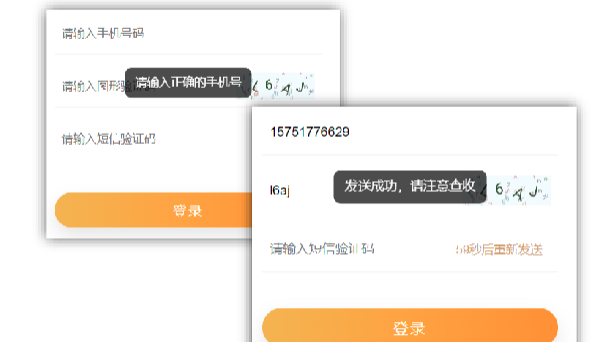 请输入手机号码
请输入图形验
请输入正确的手机号
6AJ
请输入短信验证码
登录
15751776629
l6aj
发送成功，请注意查收
6AJ
请输入短信验证码
59秒后重新发送
登录